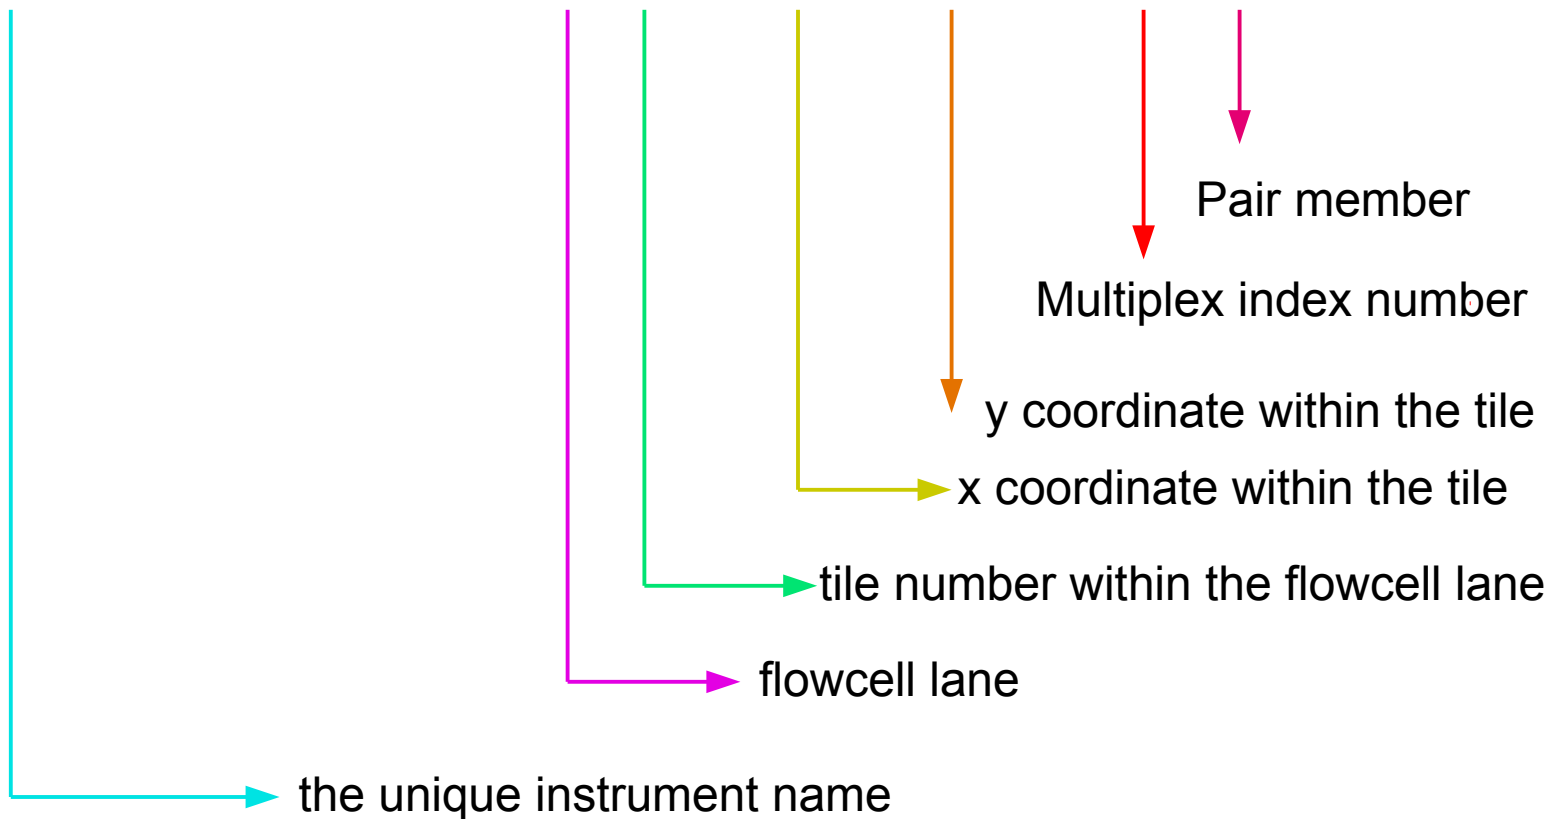 Pair member
Multiplex index number
y coordinate within the tile
x coordinate within the tile
tile number within the flowcell lane
flowcell lane
the unique instrument name